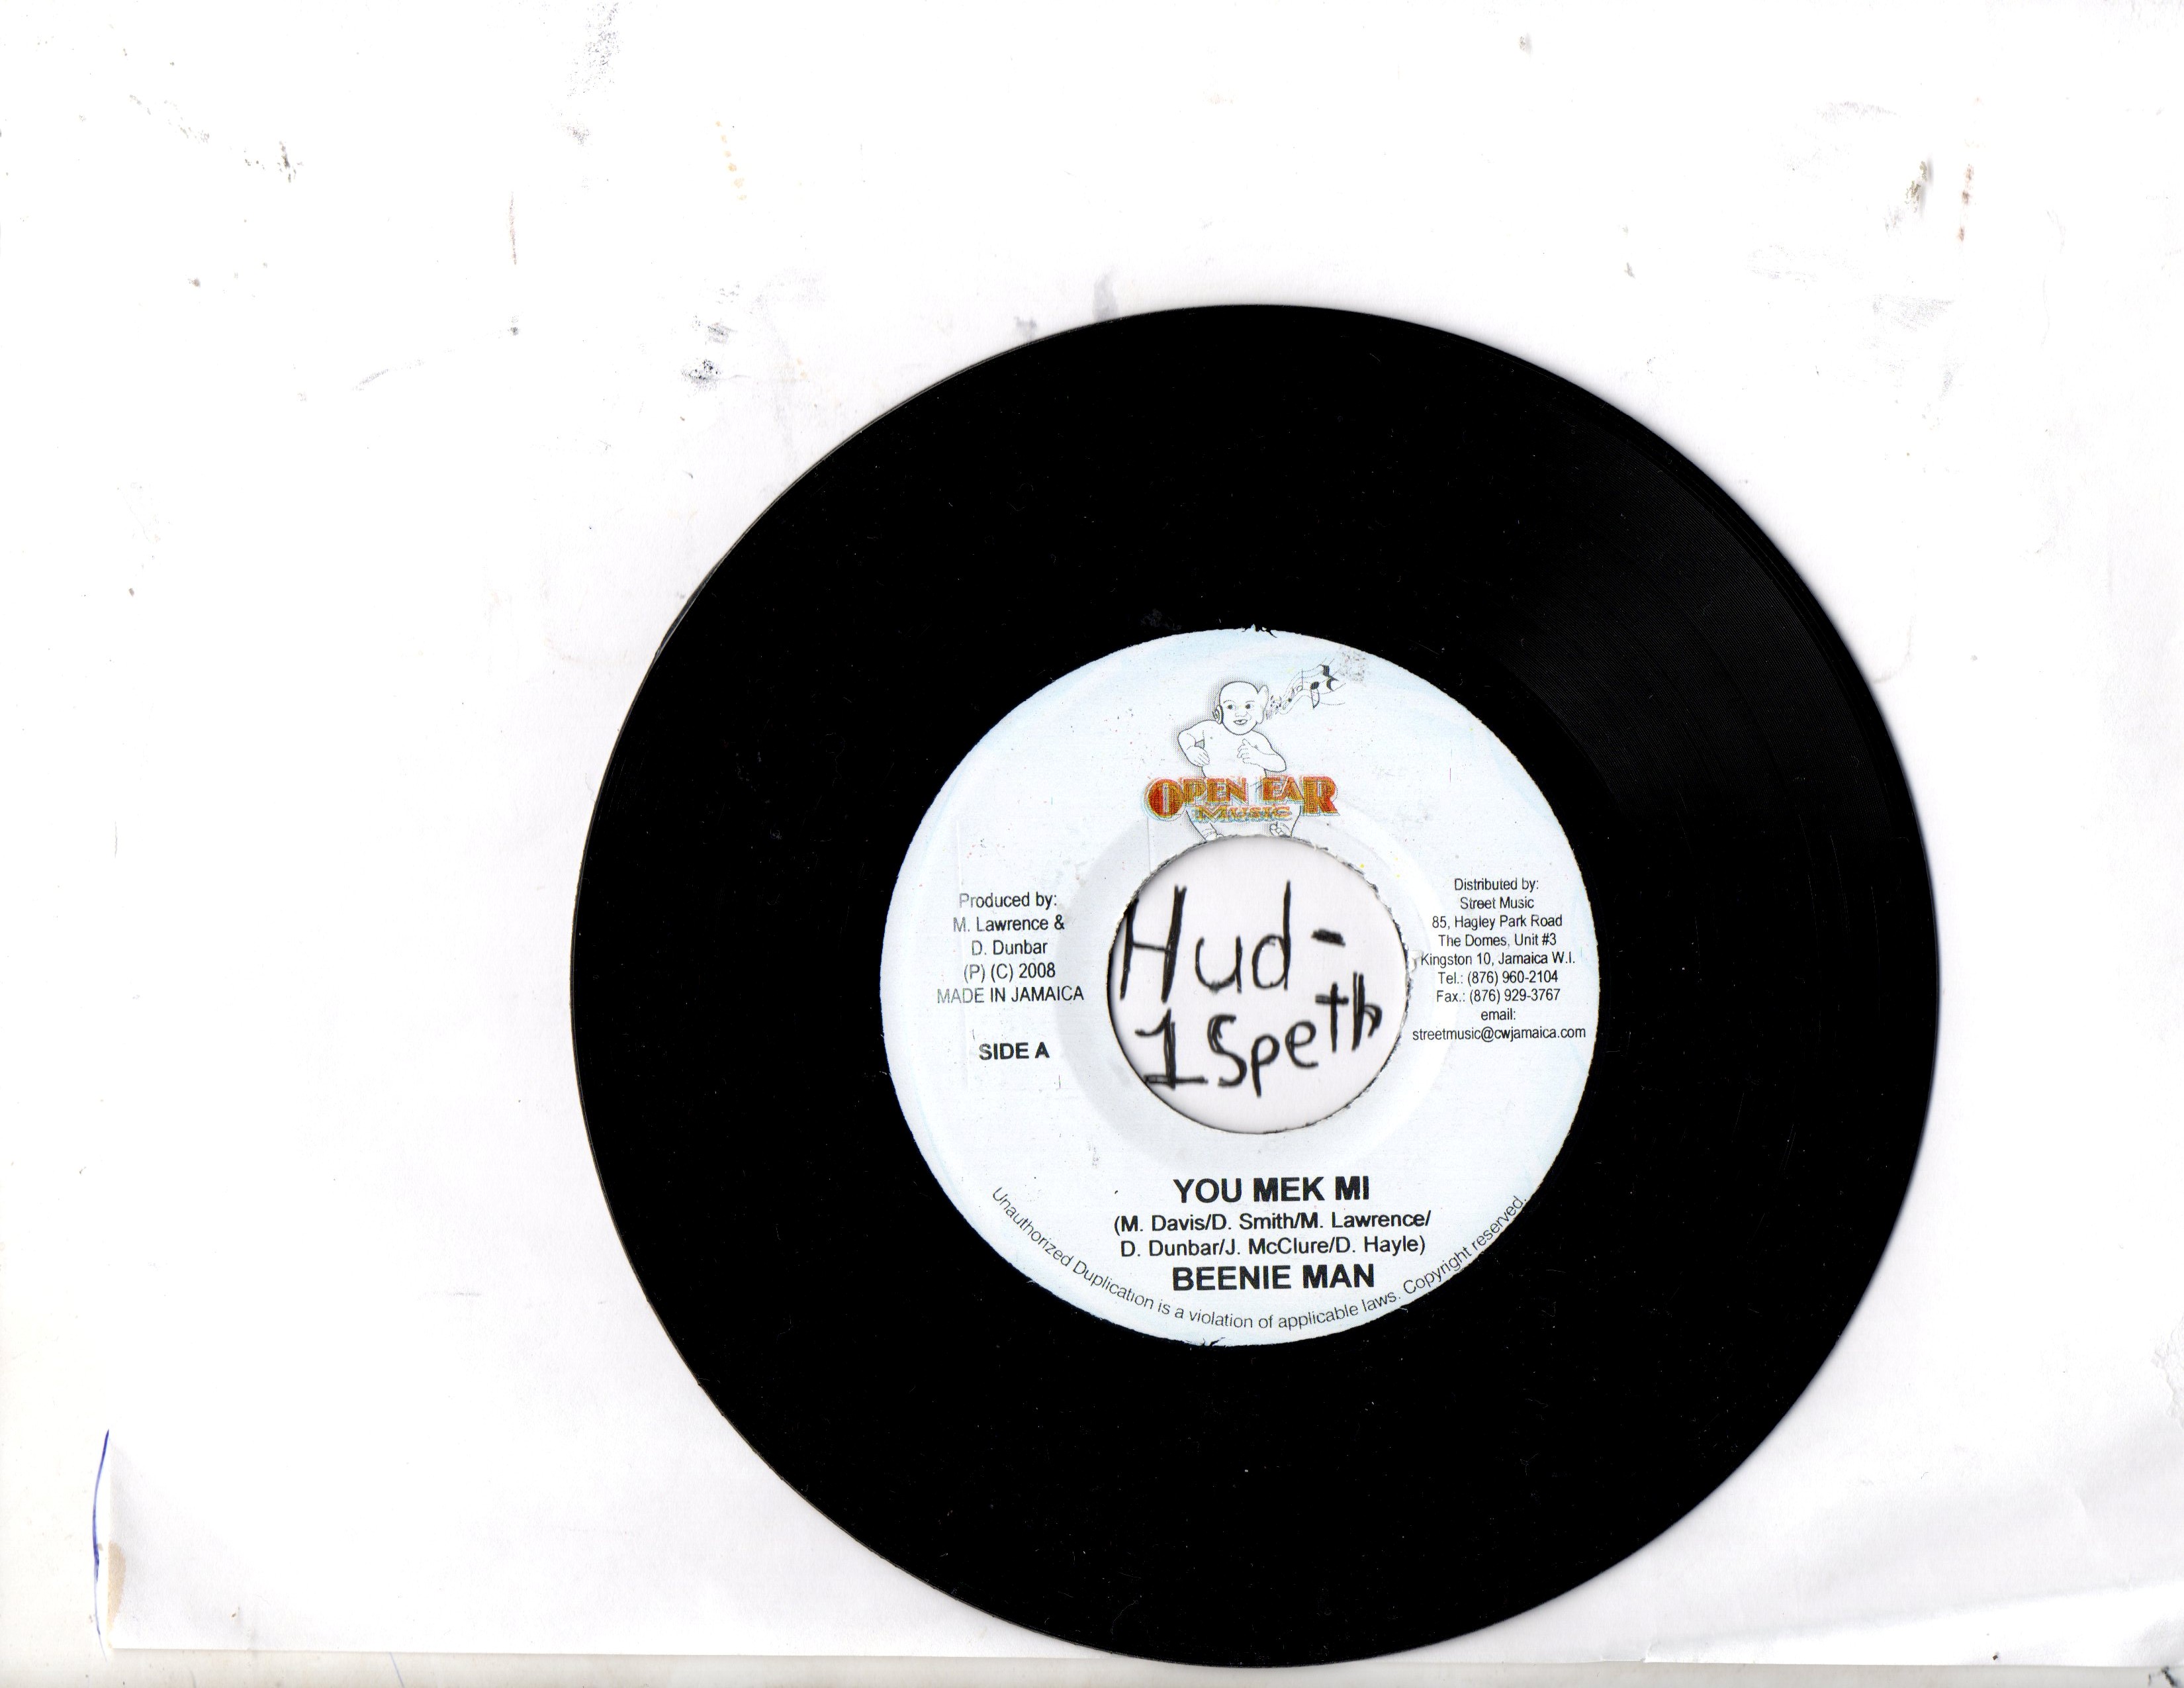 OPEN EAR
MUSIC
Produced by:
M. Lawrence &
D. Dunbar
(P) (C) 2008
MADE IN JAMAICA
SIDE A
Hud-
1 Speth
Distributed by:
Street Music
85, Hagley Park Road
The Domes, Unit #3
Kingston 10, Jamaica W.I.
Tel.: (876) 960-2104
Fax.: (876) 929-3767
email:
streetmusic@cwjamaica.com
YOU MEK MI
(M. Davis/D. Smith/M. Lawrence/
D. Dunbar/J. McClure/D. Hayle)
BEENIE MAN
Unauthorized Duplication is a violation of applicable laws. Copyright reserved.